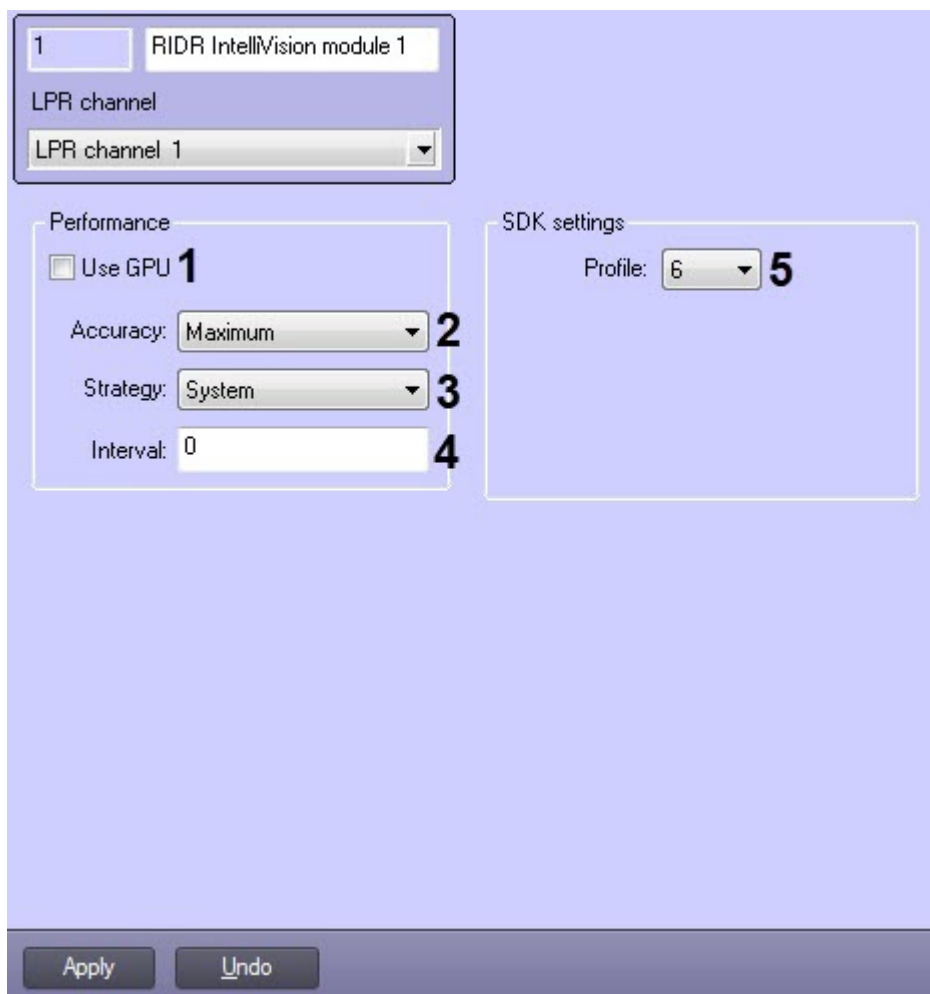 1 RIDR IntelliVision module 1
LPR channel
LPR channel 1
Performance
Use GPU 1
Accuracy: Maximum 2
Strategy: System 3
Interval: 0 4
SDK settings
Profile: 6 5
Apply Undo